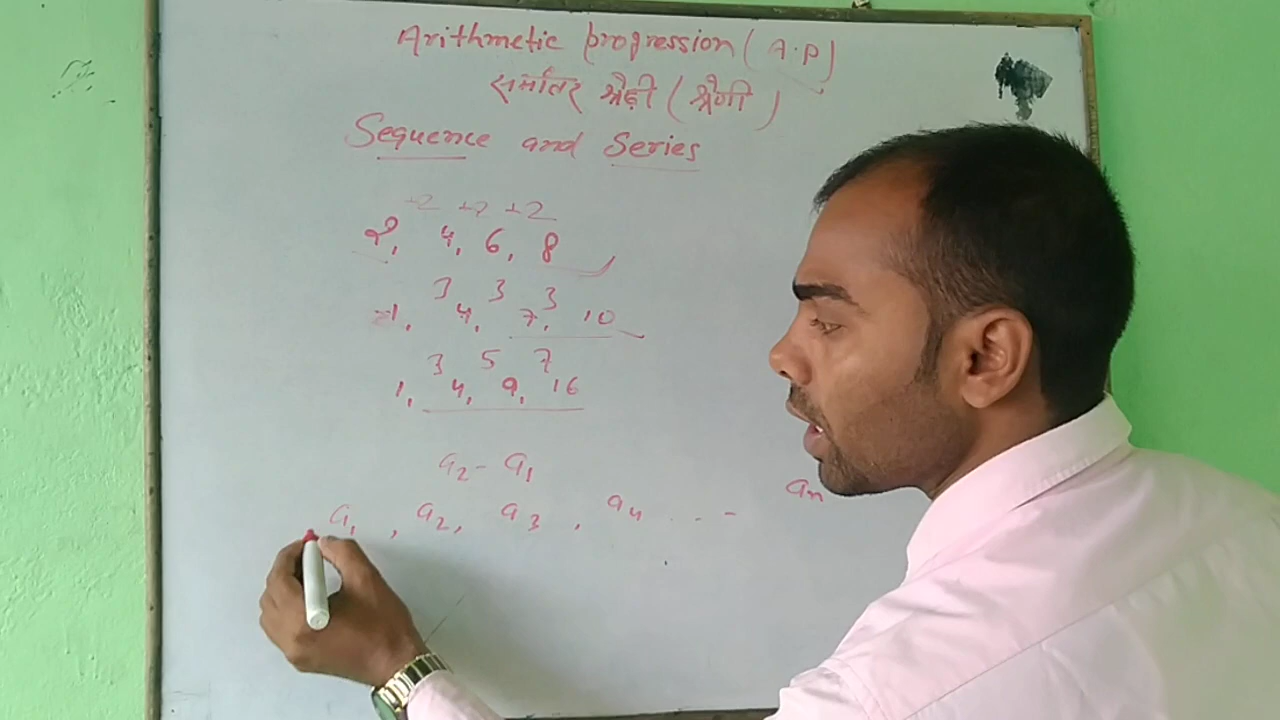 Arithmetic progression (A.P)
समांतर श्रैढ़ी (श्रैणी)
Sequence and Series
+2 +2 +2
2, 4, 6, 8
3 3 3
1, 4, 7, 10
3 5 7
1, 4, 9, 16
a2 - a1
a1, a2, a3, a4 ... - an